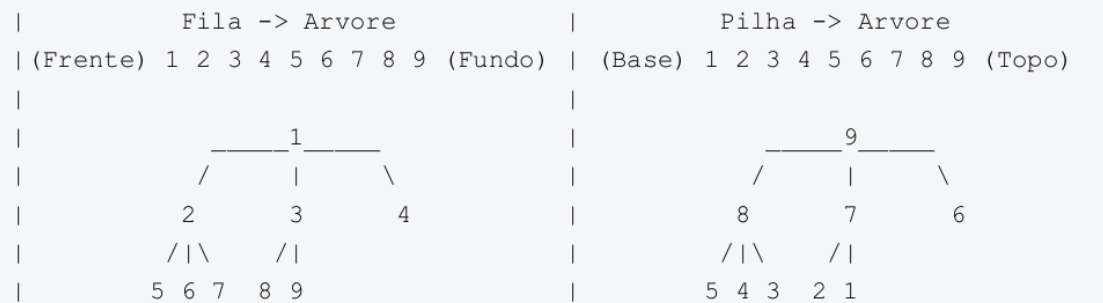 |          Fila -> Arvore          |         Pilha -> Arvore
|(Frente) 1 2 3 4 5 6 7 8 9 (Fundo) | (Base) 1 2 3 4 5 6 7 8 9 (Topo)
|                                   |
|            _____1_____            |            _____9_____
|           /     |     \           |           /     |     \
|          2      3      4          |          8      7      6
|         /|\    /|                 |         /|\    /|
|        5 6 7  8 9                 |        5 4 3  2 1